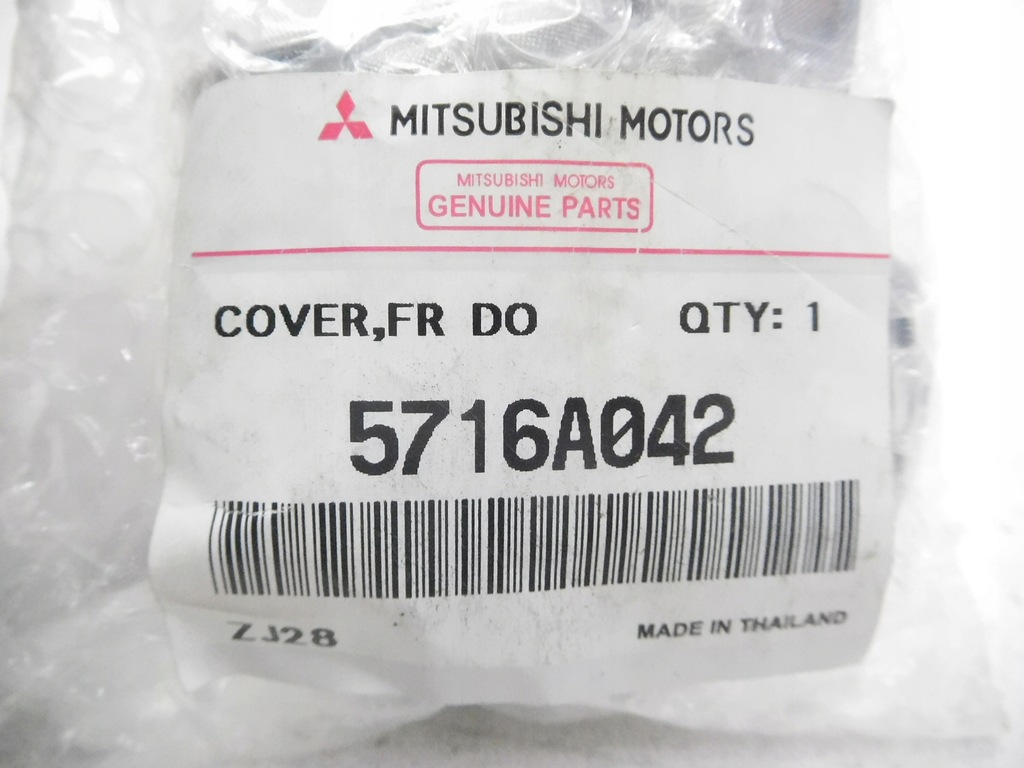 MITSUBISHI MOTORS
MITSUBISHI MOTORS
GENUINE PARTS
COVER,FR DO QTY: 1
5716A042
ZJ28 MADE IN THAILAND